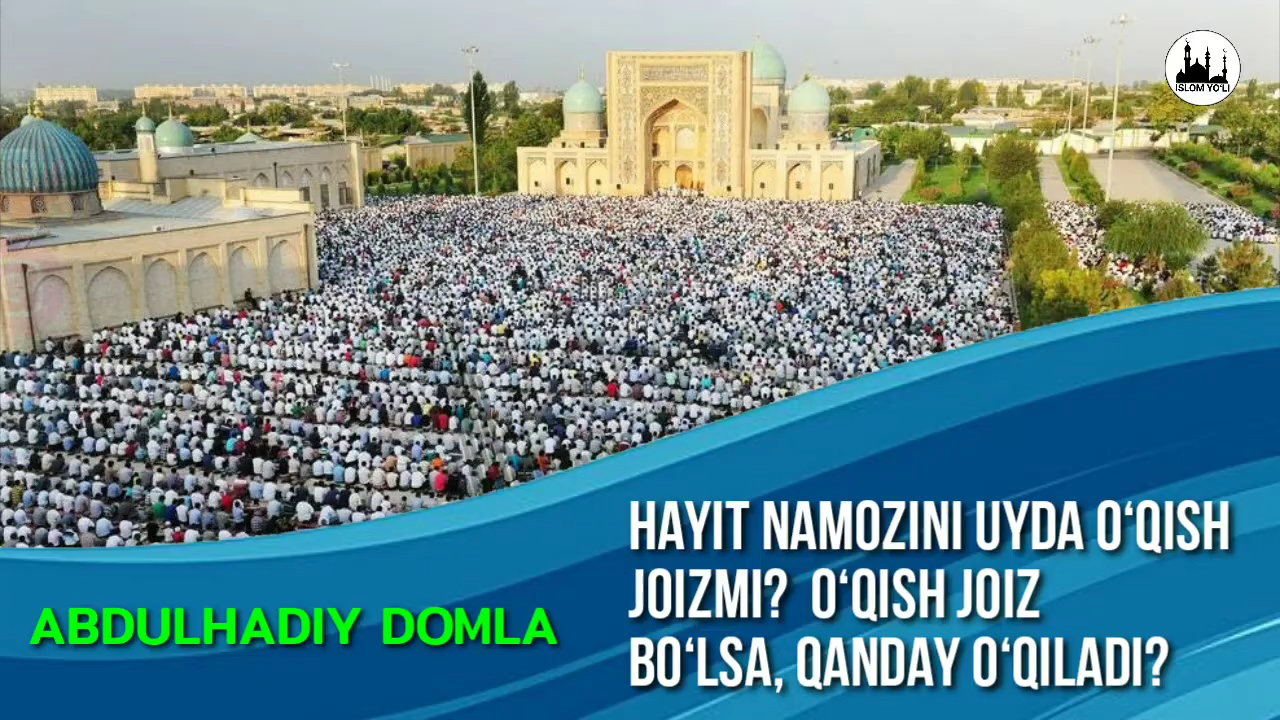 ISLOM YO'LI
HAYIT NAMOZINI UYDA O‘QISH
JOIZMI? O‘QISH JOIZ
BO‘LSA, QANDAY O‘QILADI?
ABDULHADIY DOMLA